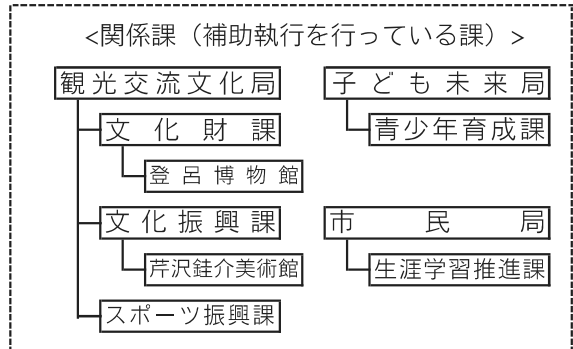 <関係課（補助執行を行っている課）>
観光交流文化局
文化財課
登呂博物館
文化振興課
芹沢銈介美術館
スポーツ振興課
子ども未来局
青少年育成課
市民局
生涯学習推進課